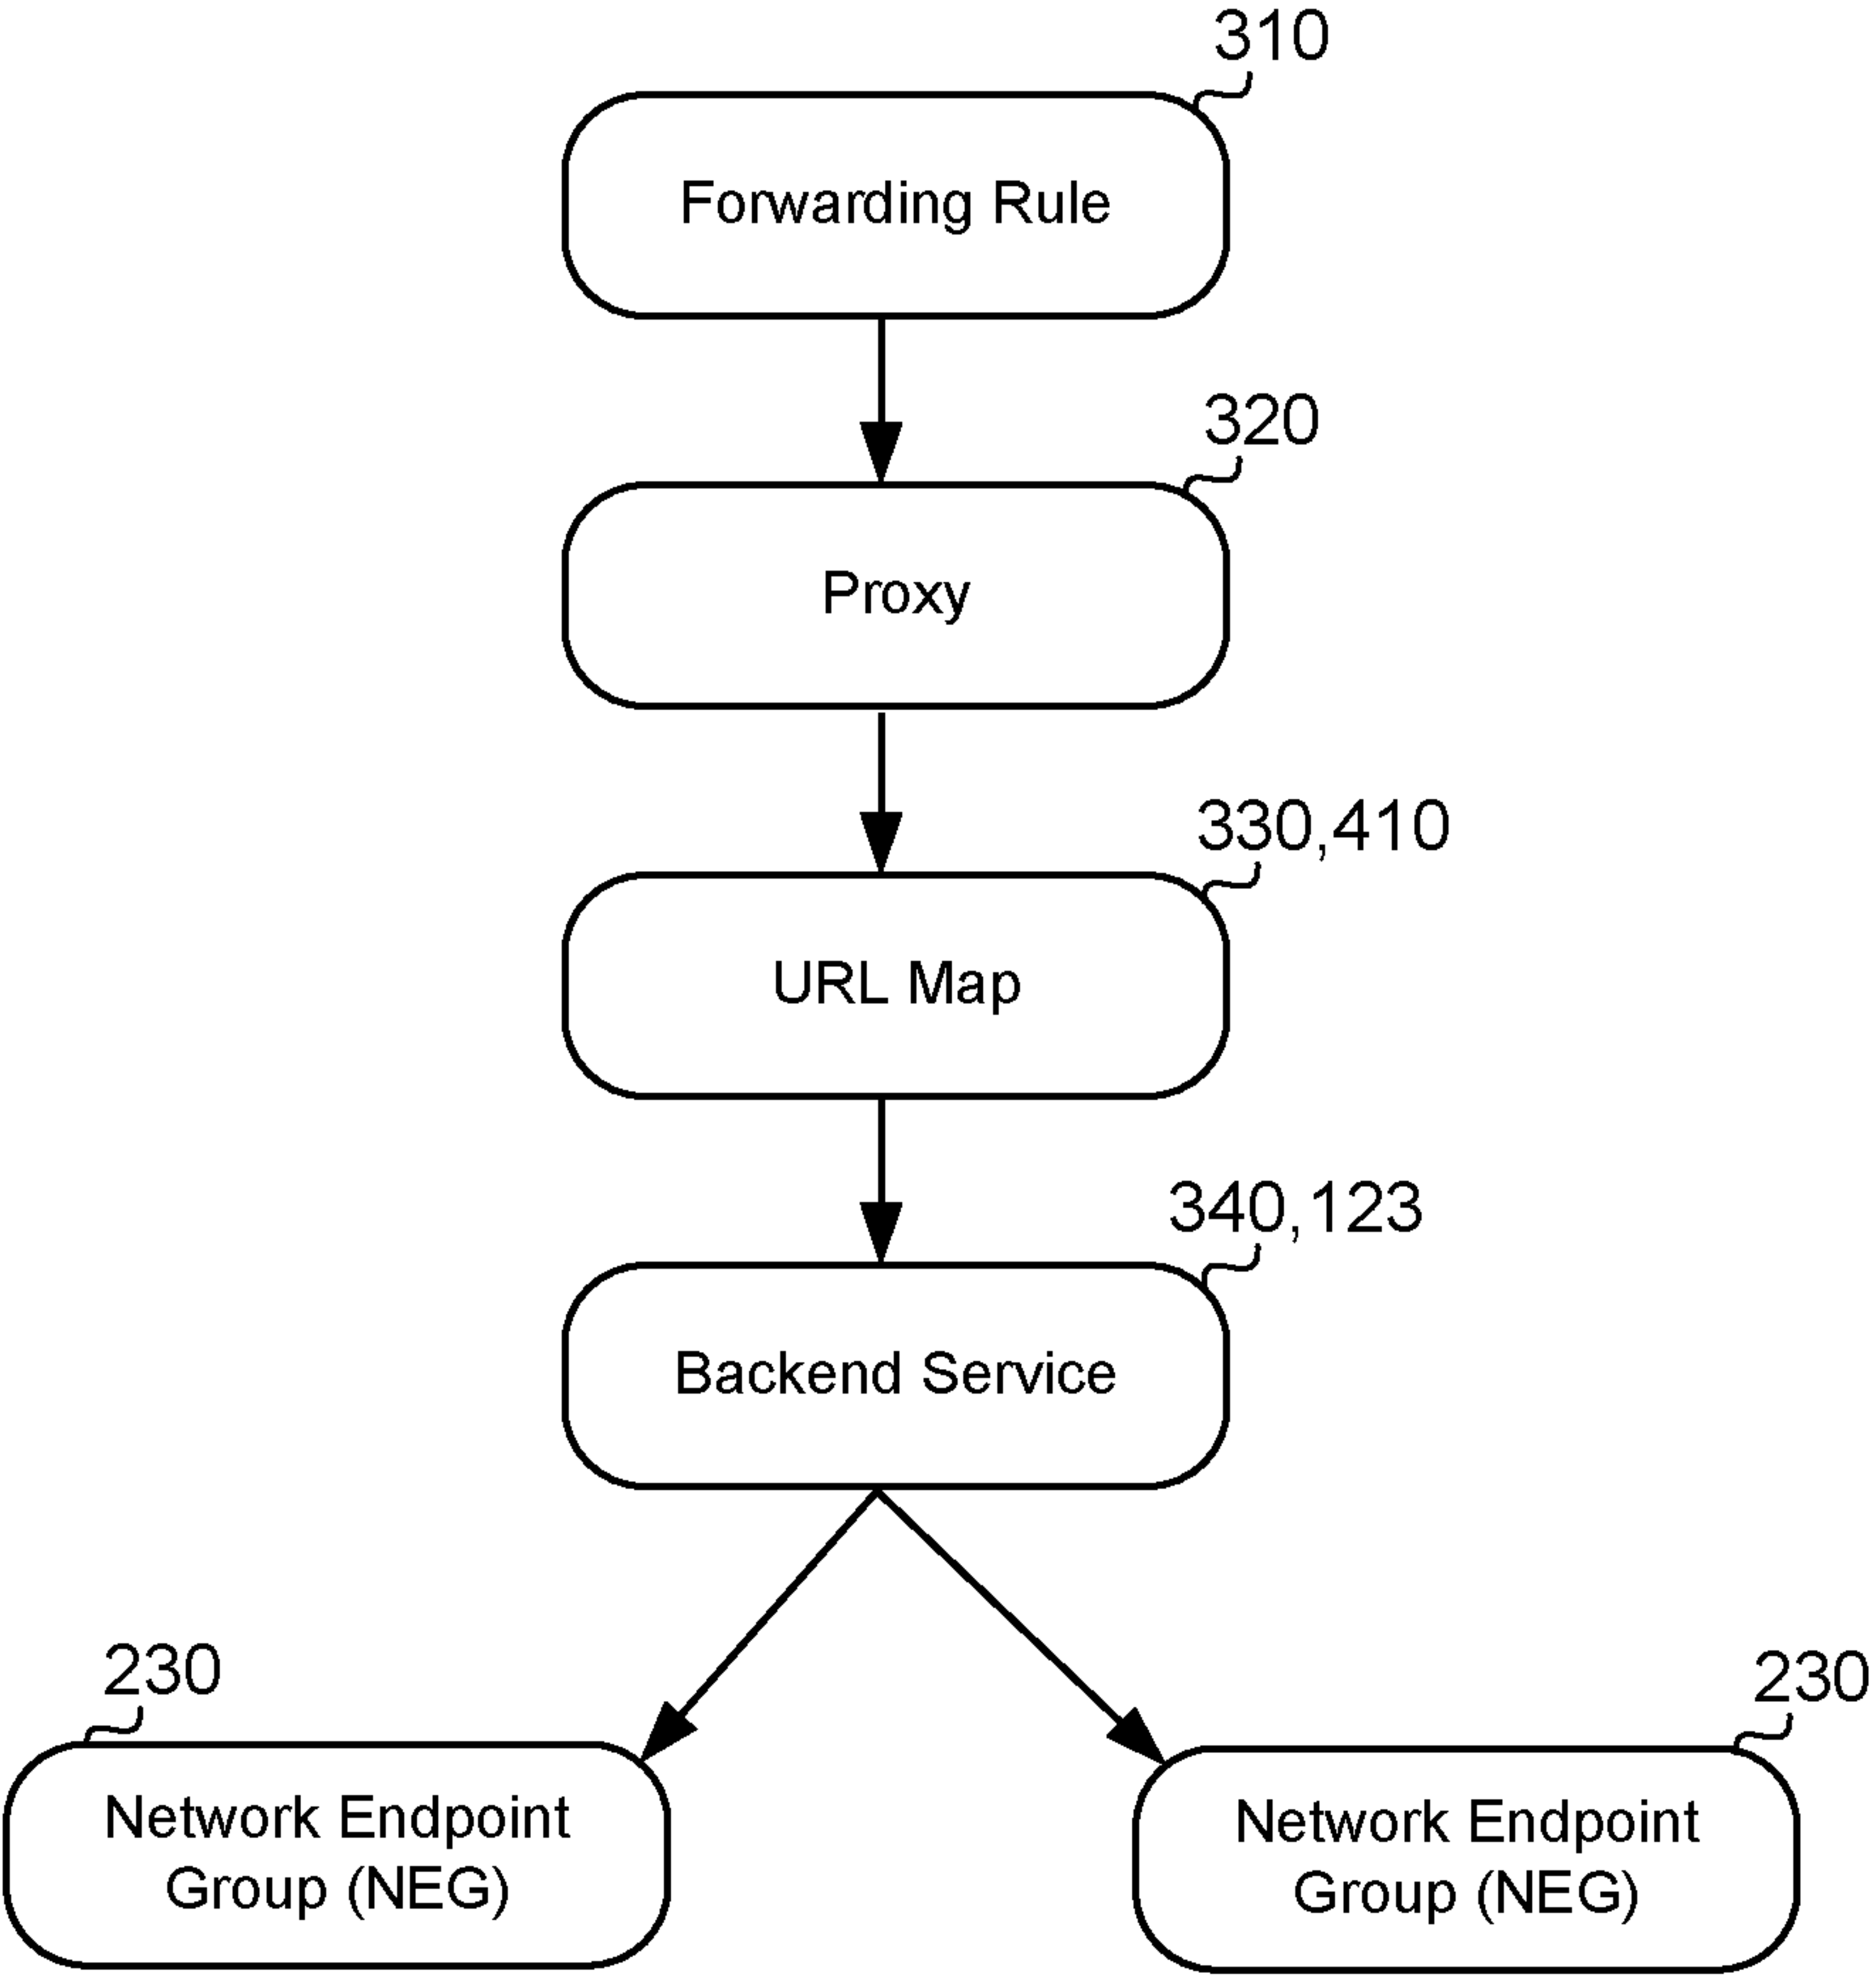 310
Forwarding Rule
320
Proxy
330,410
URL Map
340,123
Backend Service
230
Network Endpoint
Group (NEG)
230
Network Endpoint
Group (NEG)